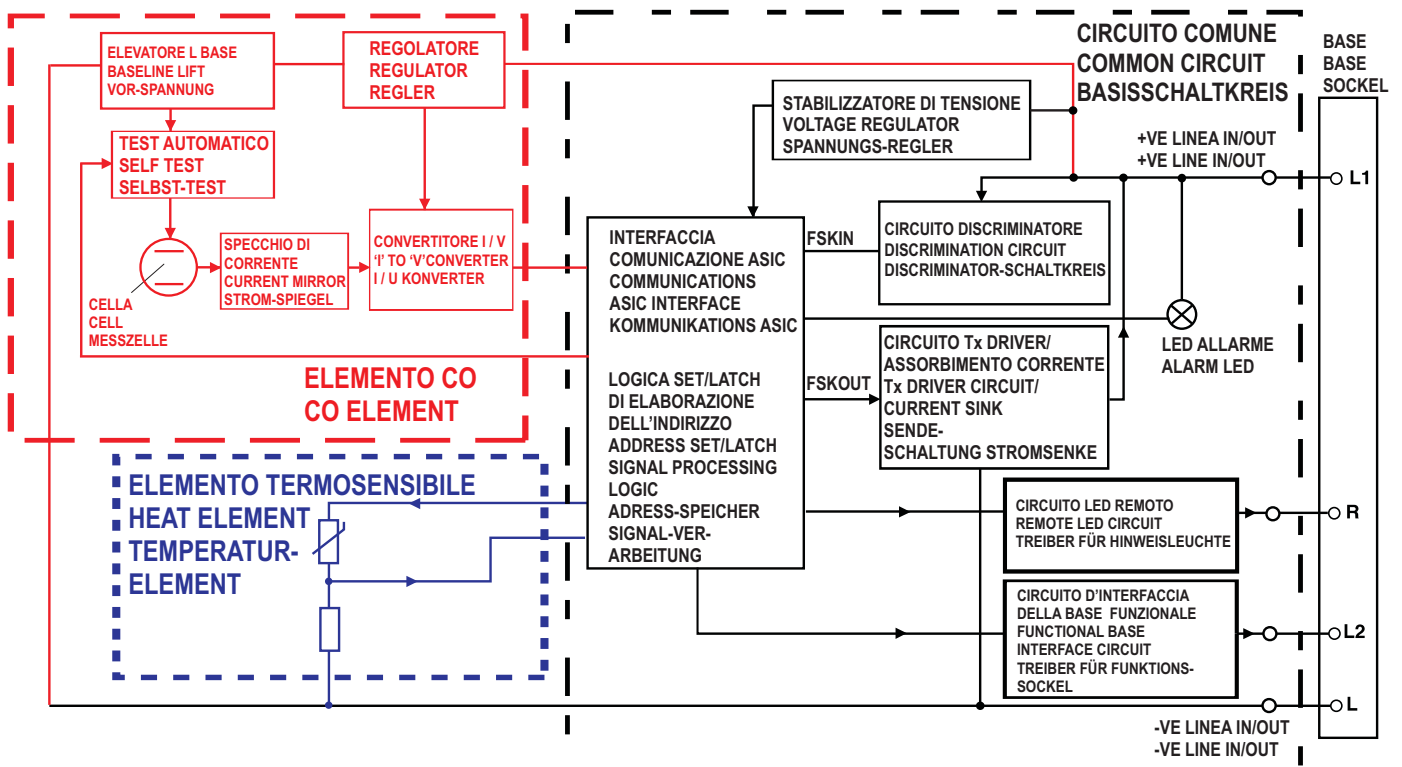 ELEVATORE L BASE
BASELINE LIFT
VOR-SPANNUNG
REGOLATORE
REGULATOR
REGLER
TEST AUTOMATICO
SELF TEST
SELBST-TEST
SPECCHIO DI
CORRENTE
CURRENT MIRROR
STROM-SPIEGEL
CONVERTITORE I / V
'I' TO 'V'CONVERTER
I / U KONVERTER
CELLA
CELL
MESSZELLE
ELEMENTO CO
CO ELEMENT
ELEMENTO TERMOSENSIBILE
HEAT ELEMENT
TEMPERATUR-
ELEMENT
CIRCUITO COMUNE
COMMON CIRCUIT
BASISSCHALTKREIS
STABILIZZATORE DI TENSIONE
VOLTAGE REGULATOR
SPANNUNGS-REGLER
INTERFACCIA
COMUNICAZIONE ASIC
COMMUNICATIONS
ASIC INTERFACE
KOMMUNIKATIONS ASIC
LOGICA SET/LATCH
DI ELABORAZIONE
DELL'INDIRIZZO
ADDRESS SET/LATCH
SIGNAL PROCESSING
LOGIC
ADRESS-SPEICHER
SIGNAL-VER-
ARBEITUNG
FSKIN
CIRCUITO DISCRIMINATORE
DISCRIMINATION CIRCUIT
DISCRIMINATOR-SCHALTKREIS
FSKOUT
CIRCUITO Tx DRIVER/
ASSORBIMENTO CORRENTE
Tx DRIVER CIRCUIT/
CURRENT SINK
SENDE-
SCHALTUNG STROMSENKE
LED ALLARME
ALARM LED
CIRCUITO LED REMOTO
REMOTE LED CIRCUIT
TREIBER FÜR HINWEISLEUCHTE
CIRCUITO D'INTERFACCIA
DELLA BASE FUNZIONALE
FUNCTIONAL BASE
INTERFACE CIRCUIT
TREIBER FÜR FUNKTIONS-
SOCKEL
+VE LINEA IN/OUT
+VE LINE IN/OUT
-VE LINEA IN/OUT
-VE LINE IN/OUT
BASE
BASE
SOCKEL
L1
R
L2
L